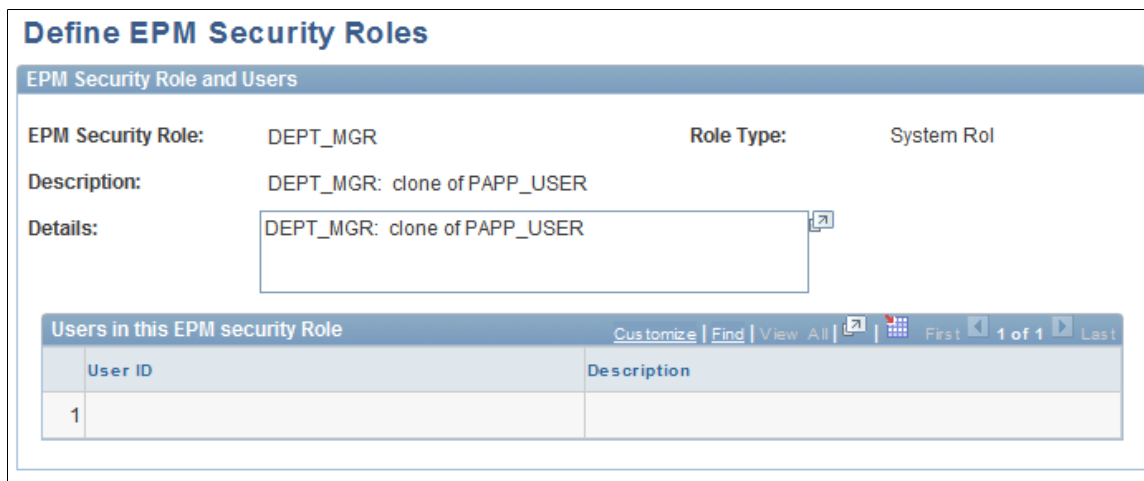 Define EPM Security Roles
EPM Security Role and Users
EPM Security Role: DEPT_MGR Role Type: System Rol
Description: DEPT_MGR: clone of PAPP_USER
Details: DEPT_MGR: clone of PAPP_USER
Users in this EPM security Role Customize | Find | View All | | First 1 of 1 Last
User ID Description
1